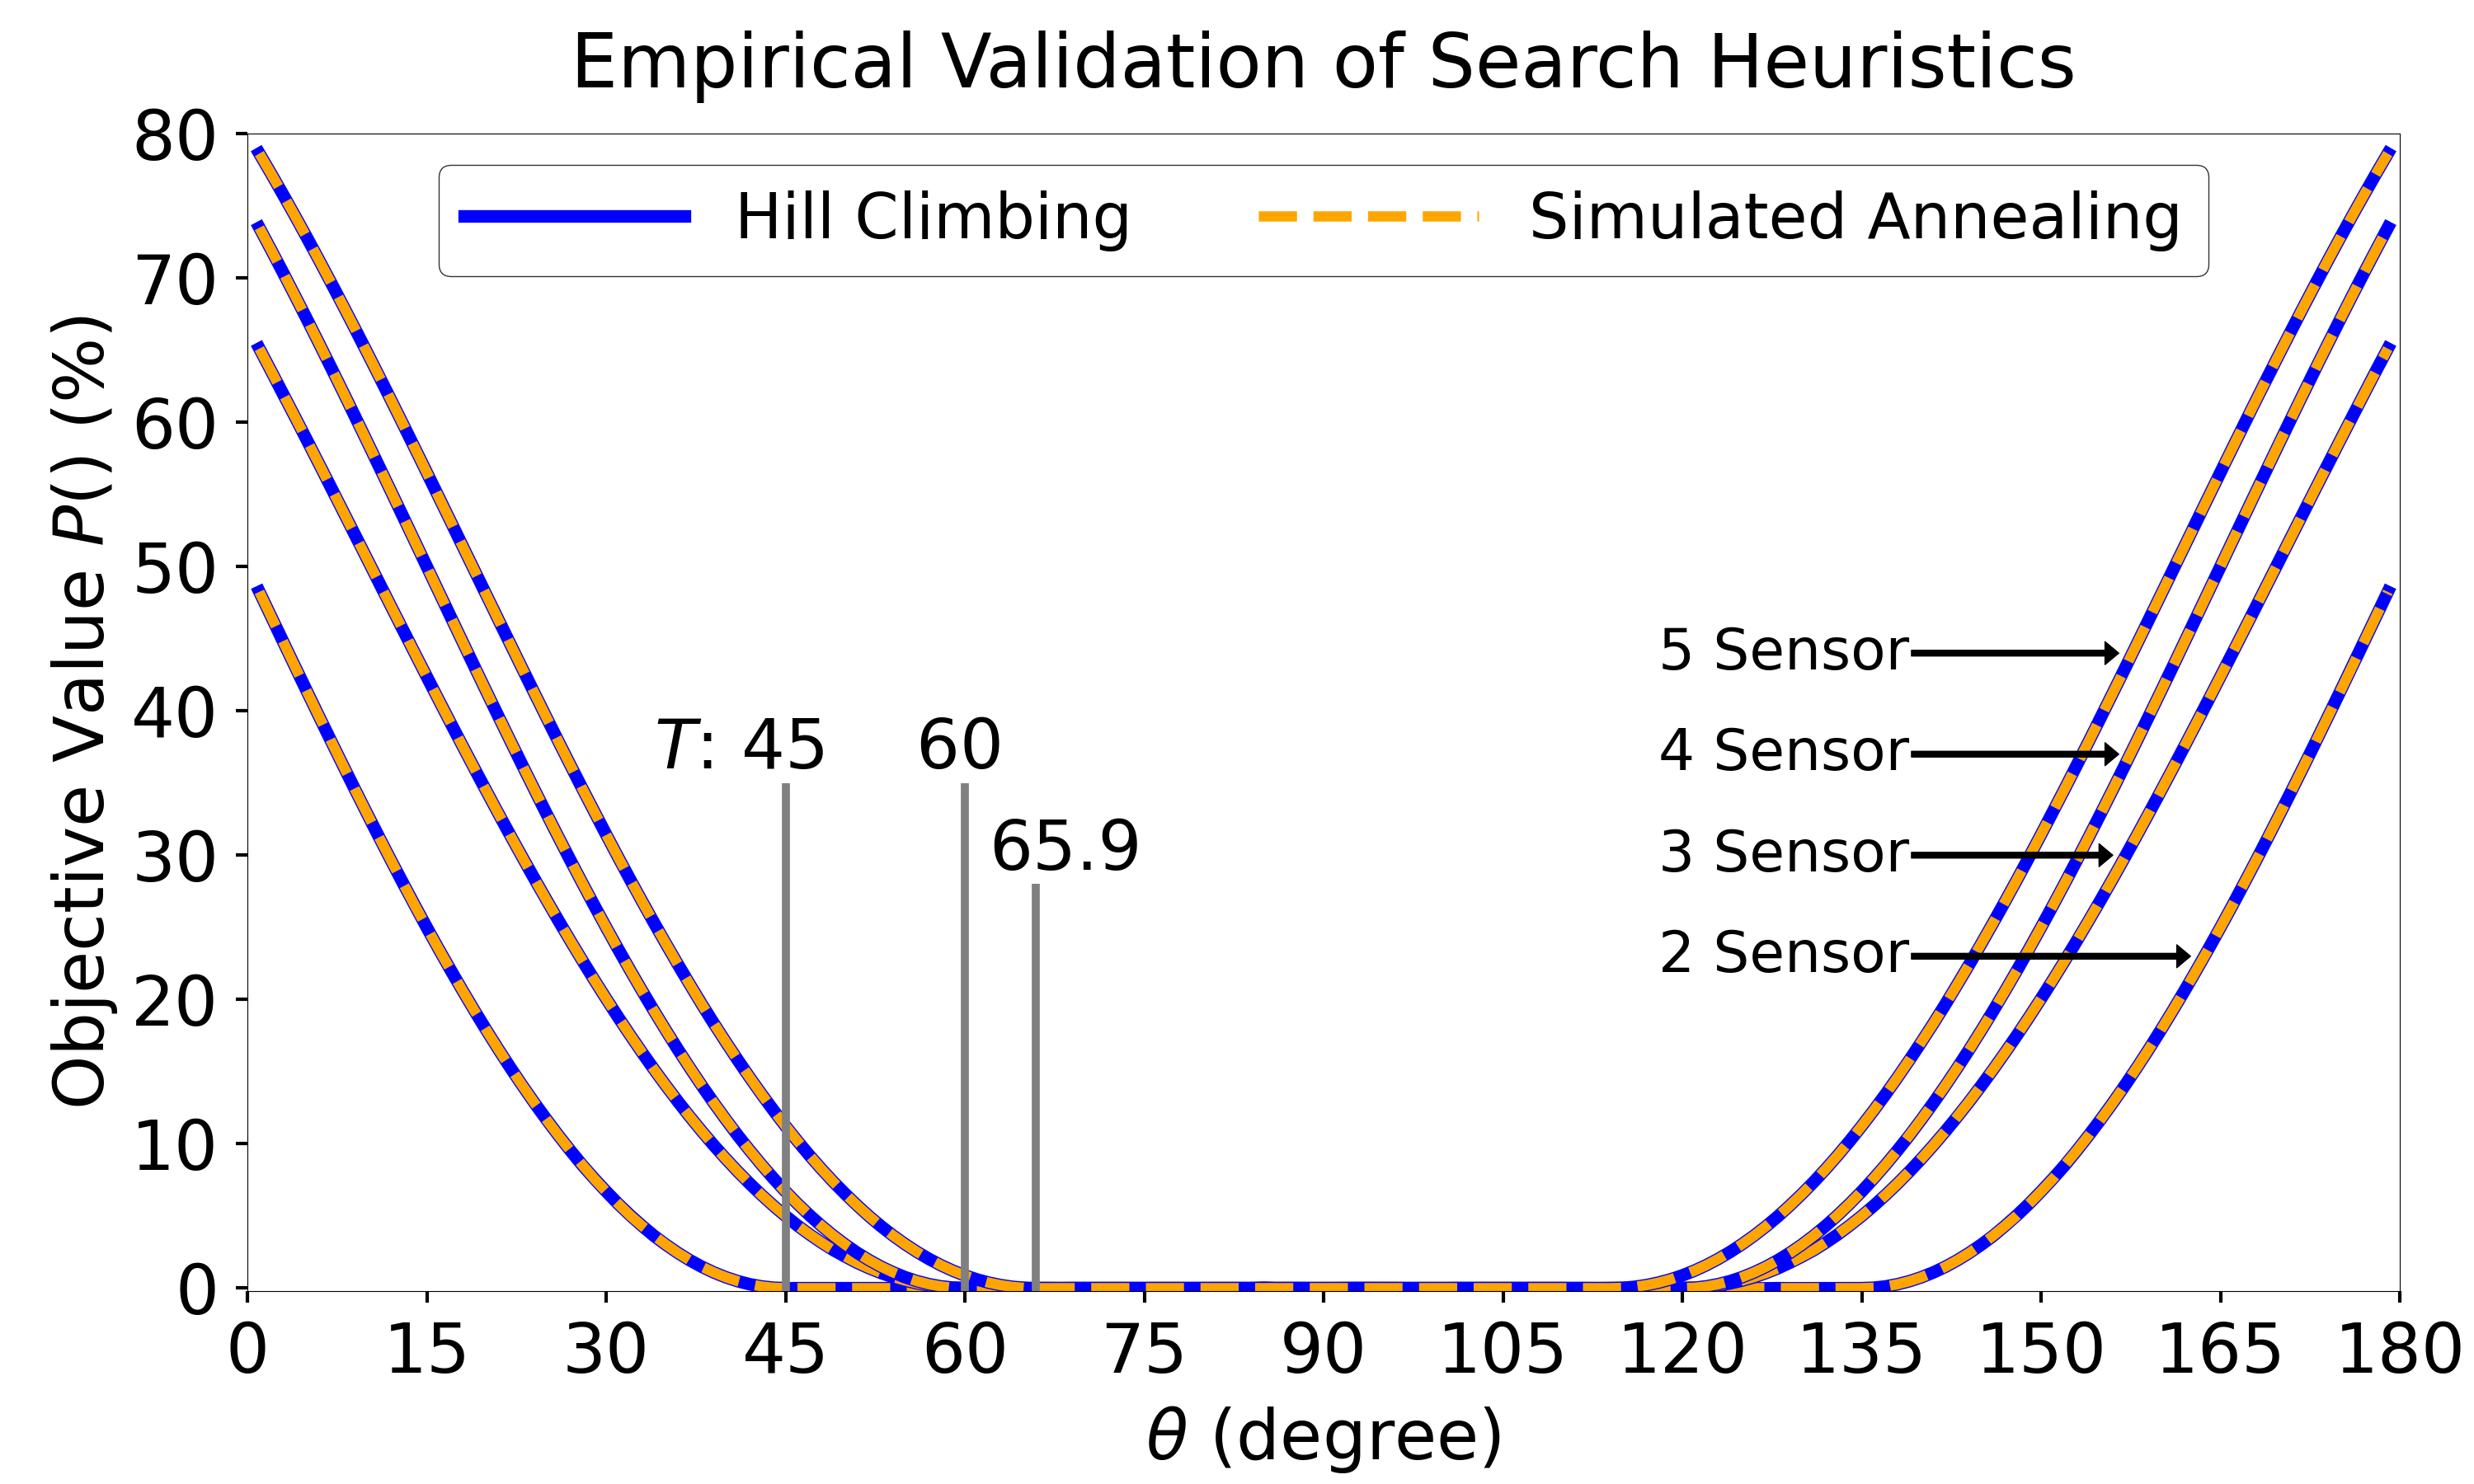 Empirical Validation of Search Heuristics
Hill Climbing
Simulated Annealing
Objective Value P() (%)
80
70
60
50
40
30
20
10
0
T: 45
60
65.9
5 Sensor
4 Sensor
3 Sensor
2 Sensor
0 15 30 45 60 75 90 105 120 135 150 165 180
θ (degree)